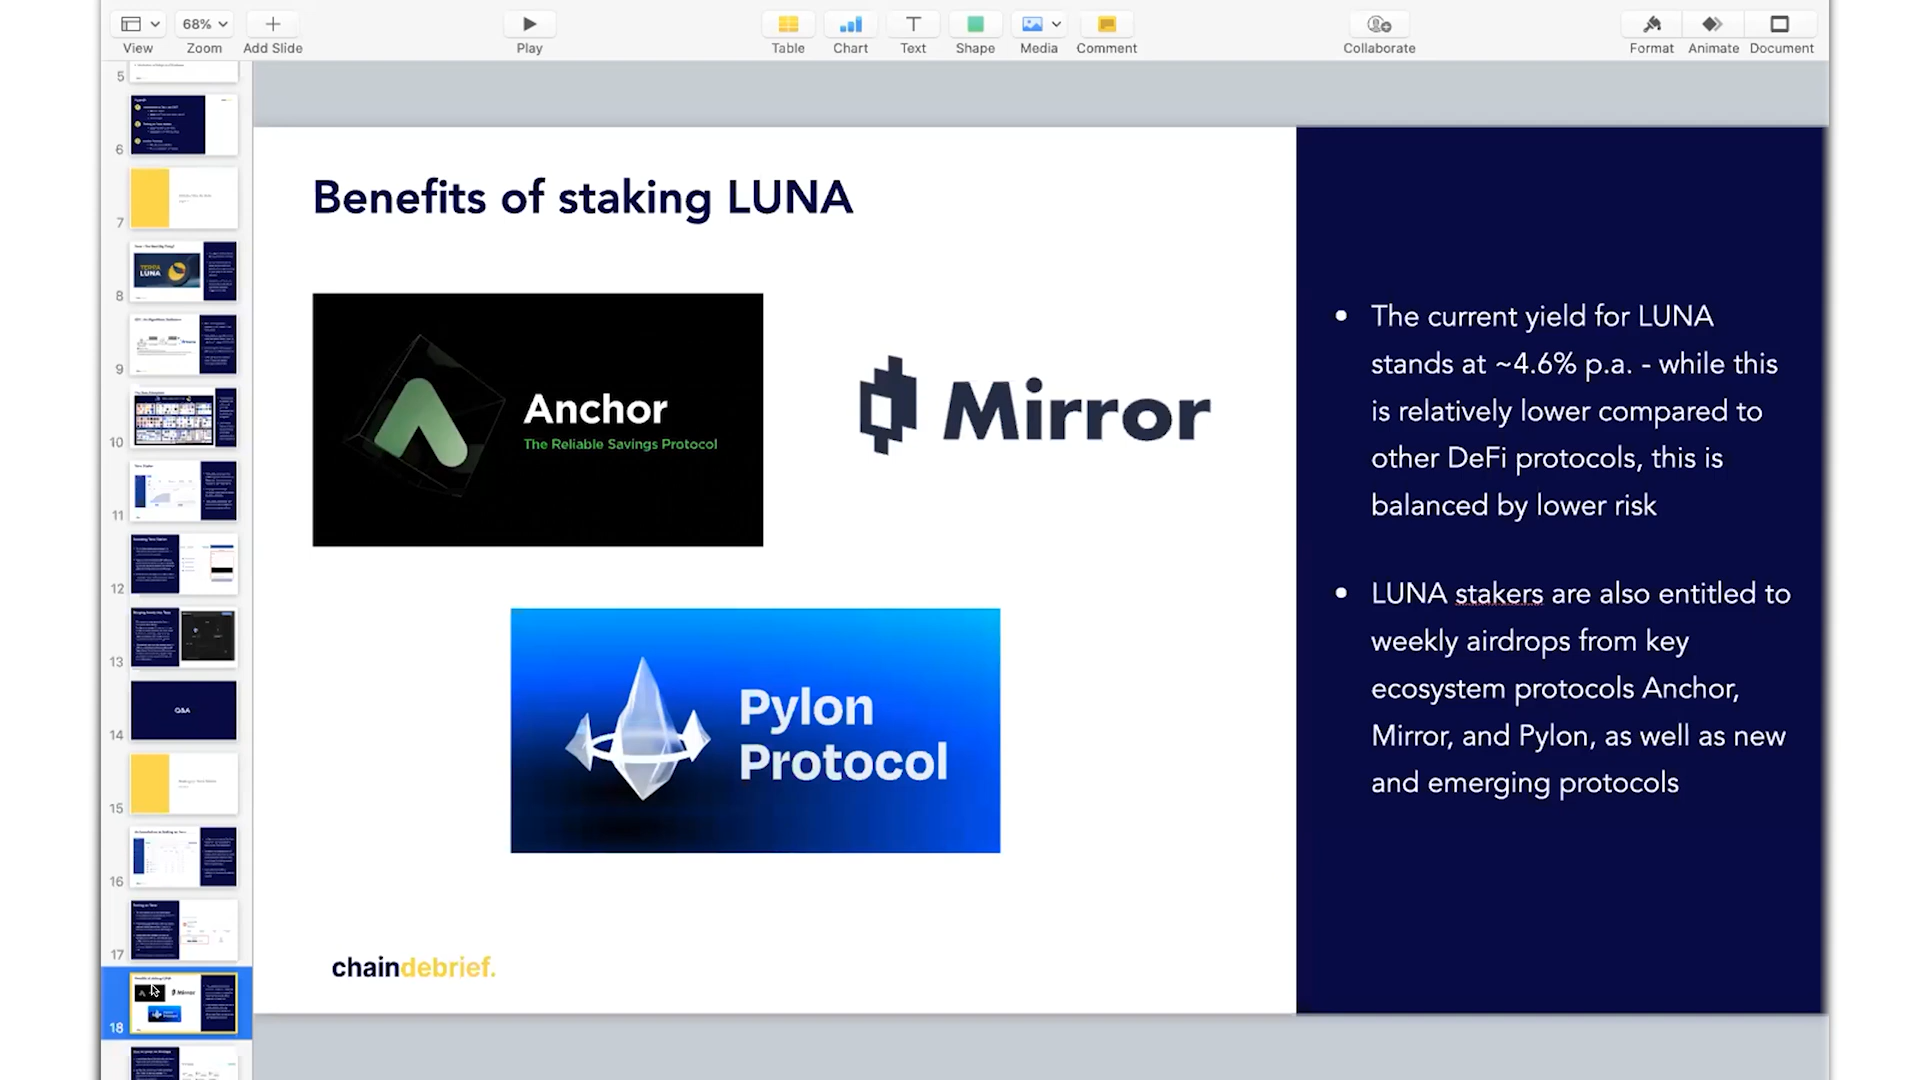 68%
View
Zoom
Add Slide
Play
Table
Chart
Text
Shape
Media
Comment
Collaborate
Format
Animate
Document
5
6
7
8
TERRA
LUNA
9
10
11
12
13
Q&A
14
15
16
17
18
Benefits of staking LUNA
Anchor
The Reliable Savings Protocol
Mirror
Pylon
Protocol
chaindebrief.
• The current yield for LUNA
stands at ~4.6% p.a. - while this
is relatively lower compared to
other DeFi protocols, this is
balanced by lower risk
• LUNA stakers are also entitled to
weekly airdrops from key
ecosystem protocols Anchor,
Mirror, and Pylon, as well as new
and emerging protocols